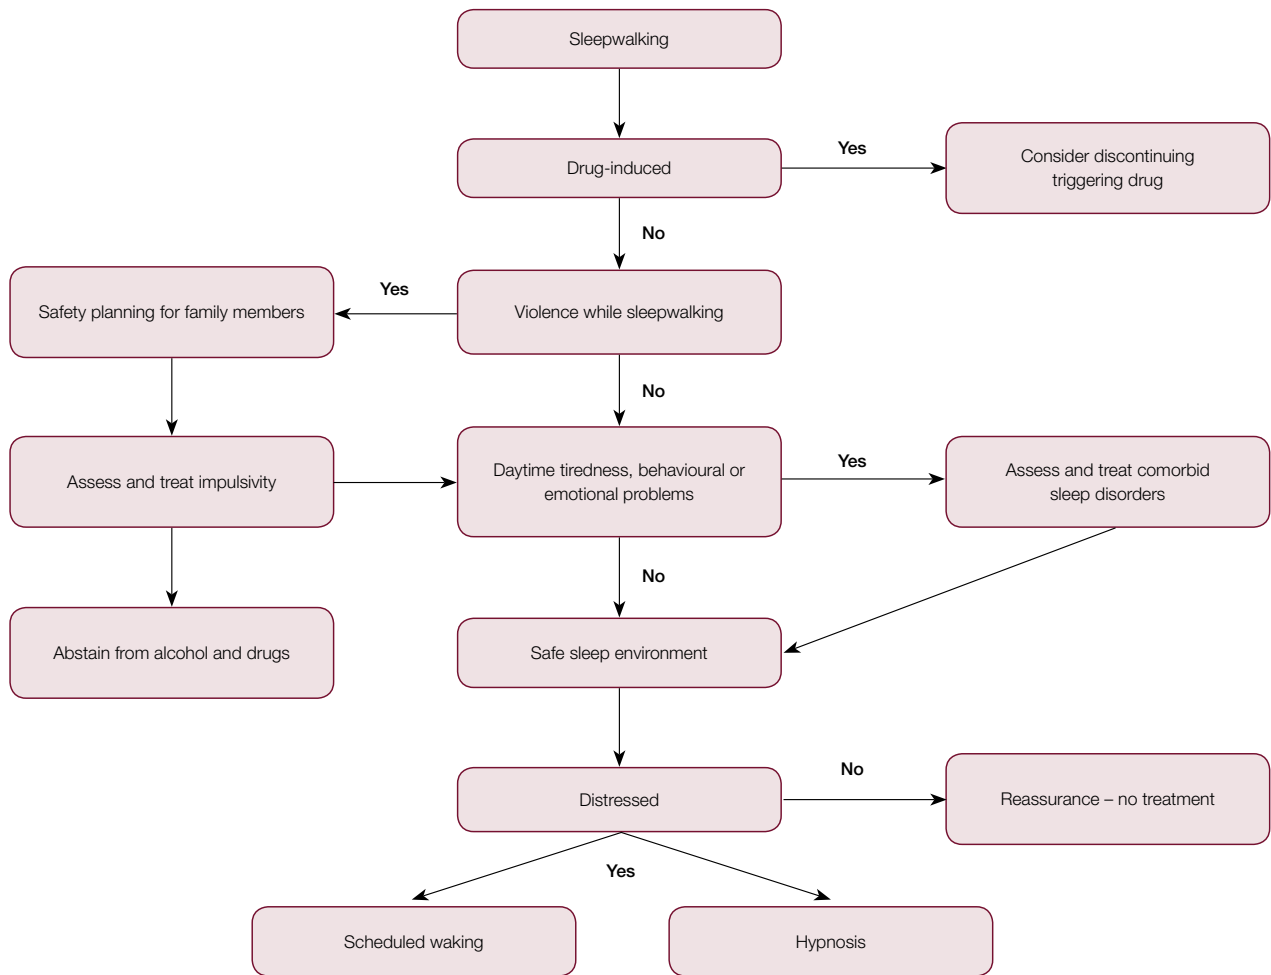 Sleepwalking
Drug-induced
Yes
Consider discontinuing
triggering drug
No
Safety planning for family members
Yes
Violence while sleepwalking
No
Assess and treat impulsivity
Daytime tiredness, behavioural or
emotional problems
Yes
Assess and treat comorbid
sleep disorders
No
Abstain from alcohol and drugs
Safe sleep environment
Distressed
No
Reassurance – no treatment
Yes
Scheduled waking
Hypnosis